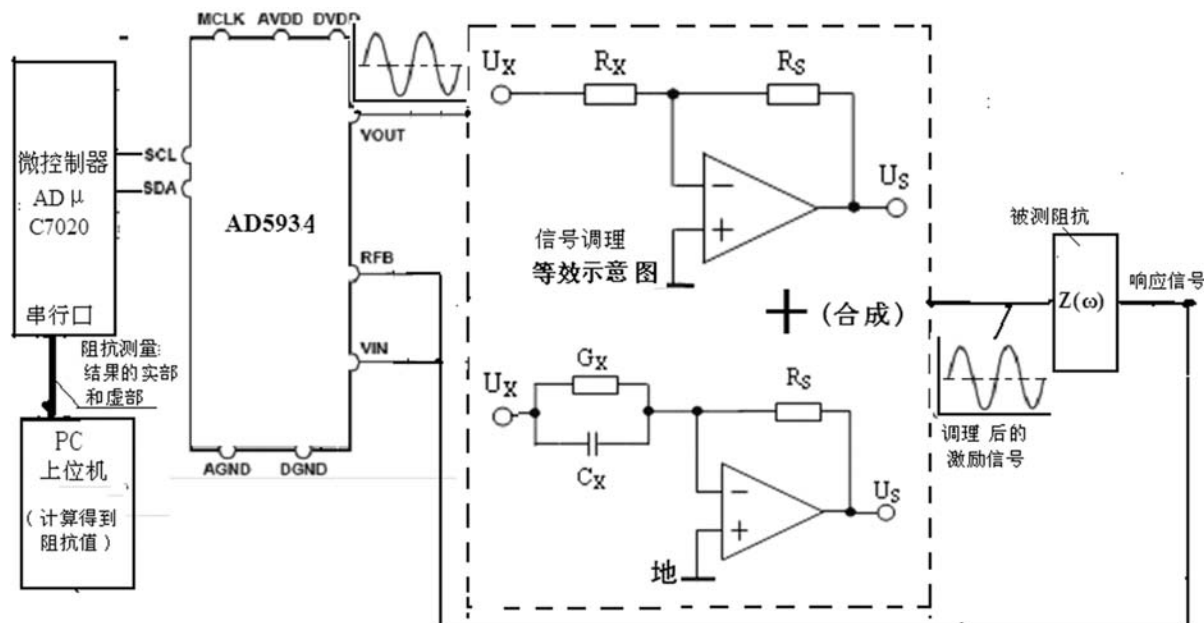 MCLK AVDD DVDD
微控制器
AD μ
C7020
串行口
SCL
SDA
AD5934
VOUT
RFB
VIN
AGND DGND
阻抗测量:
结果的实部
和虚部
PC
上位机
(计算得到
阻抗值)
UX RX RS
US
信号调理
等效示意图
+ (合成)
UX GX RS
CX
US
地
被测阻抗
Z(ω)
响应信号
调理后的
激励信号